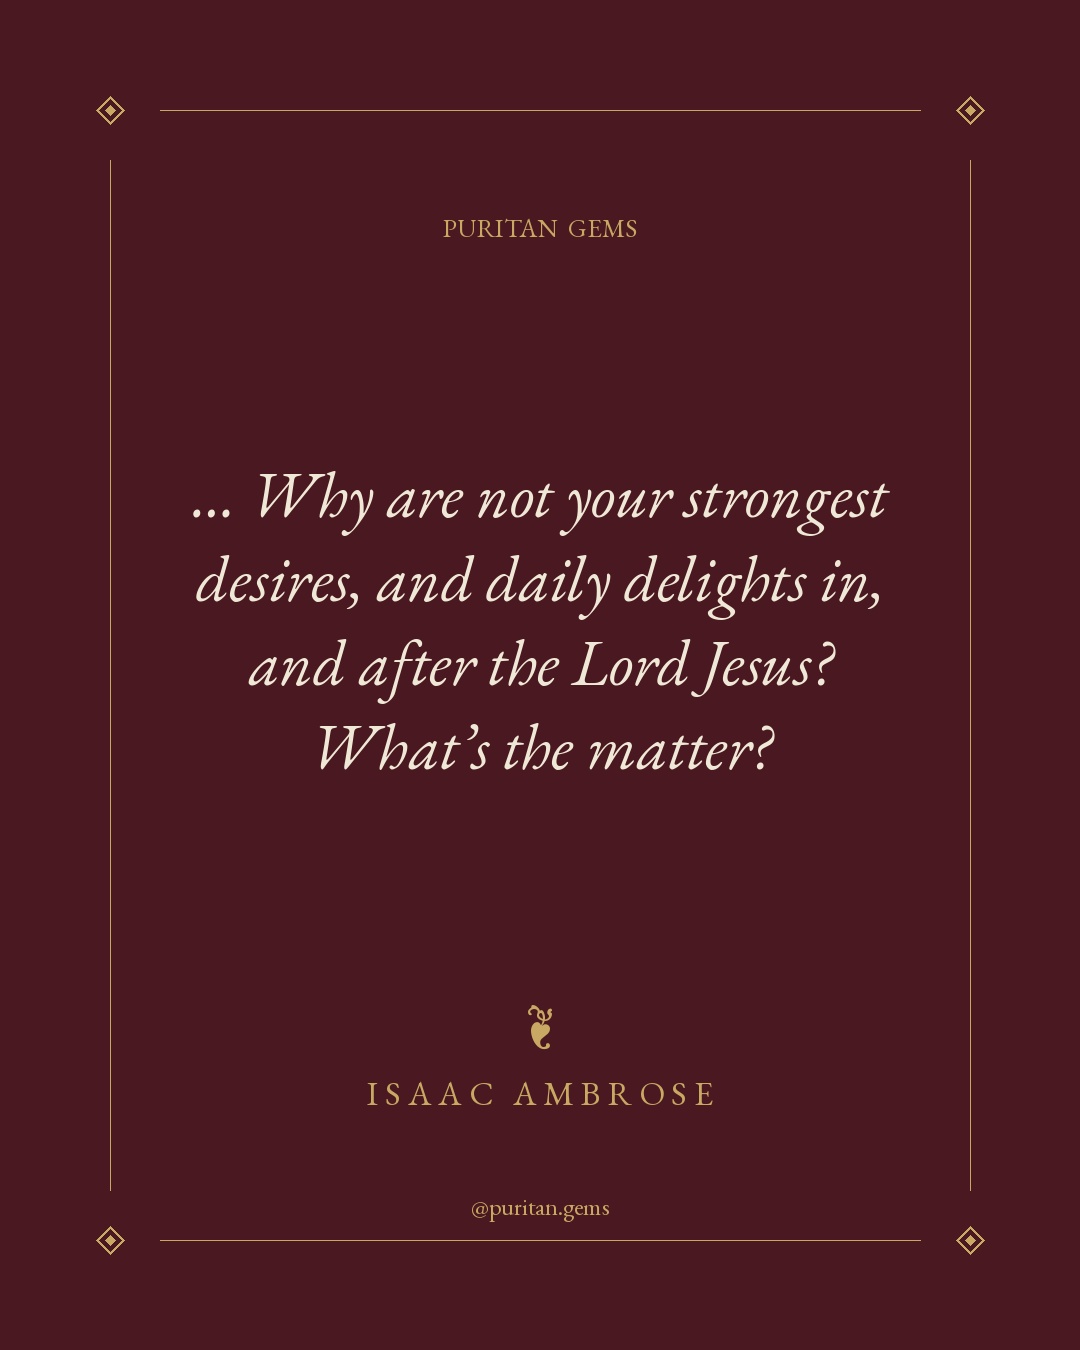 PURITAN GEMS
... Why are not your strongest
desires, and daily delights in,
and after the Lord Jesus?
What’s the matter?
ISAAC AMBROSE
@puritan.gems